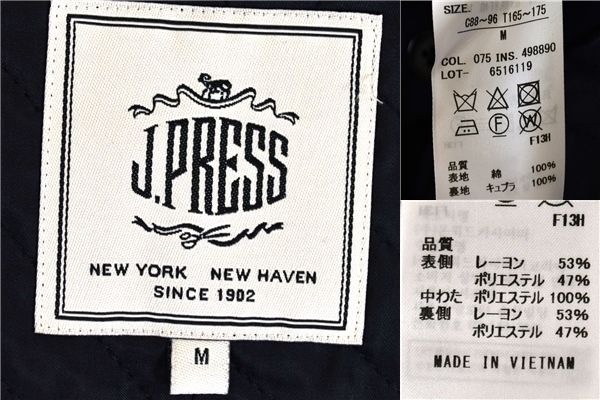 J.PRESS
NEW YORK NEW HAVEN
SINCE 1902
M
SIZE.
C88～96 T165～175
M
COL. 075 INS. 498890
LOT- 6516119
F13H
品質
表地 綿 100%
裏地 キュプラ 100%
F13H
品質
表側 レーヨン 53%
ポリエステル 47%
中わた ポリエステル 100%
裏側 レーヨン 53%
ポリエステル 47%
MADE IN VIETNAM